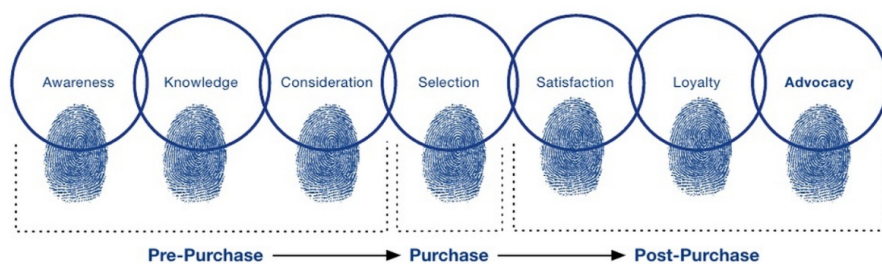 Awareness Knowledge Consideration Selection Satisfaction Loyalty Advocacy
Pre-Purchase Purchase Post-Purchase